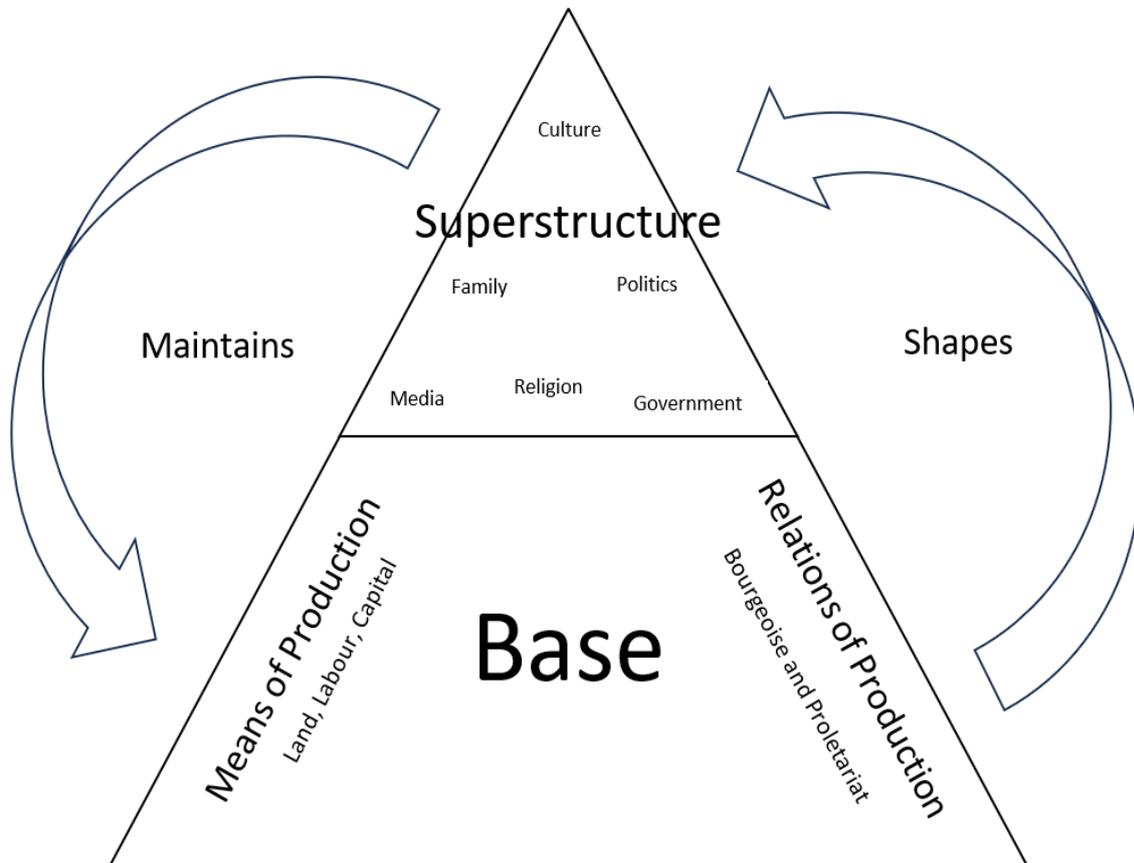 Culture
Superstructure
Family
Politics
Maintains
Shapes
Media
Religion
Government
Means of Production
Land, Labour, Capital
Base
Relations of Production
Bourgeoise and Proletariat